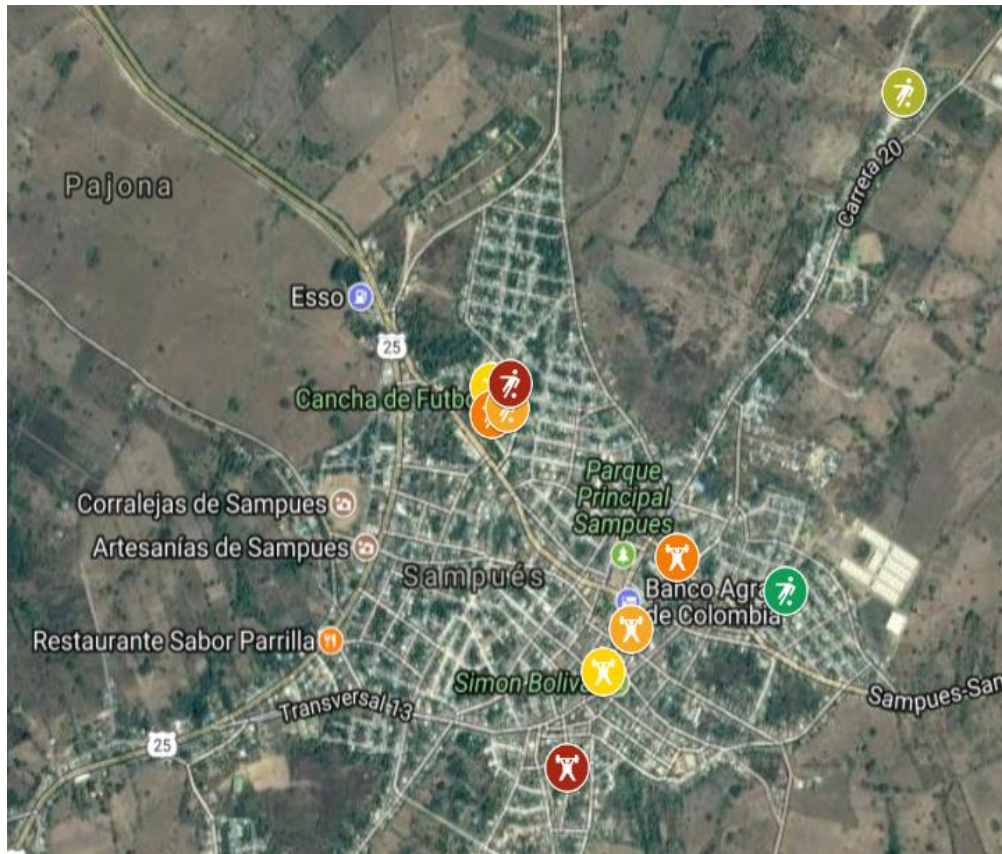 Carrera 20
Pajona
Esso
25
Cancha de Futbo
Parque
Principal
Sampues
Corralejas de Sampues
Artesanías de Sampues
Sampués
Banco Agra
de Colombia
Restaurante Sabor Parrilla
Simon Boliva
Sampues-San
Transversal 13
25